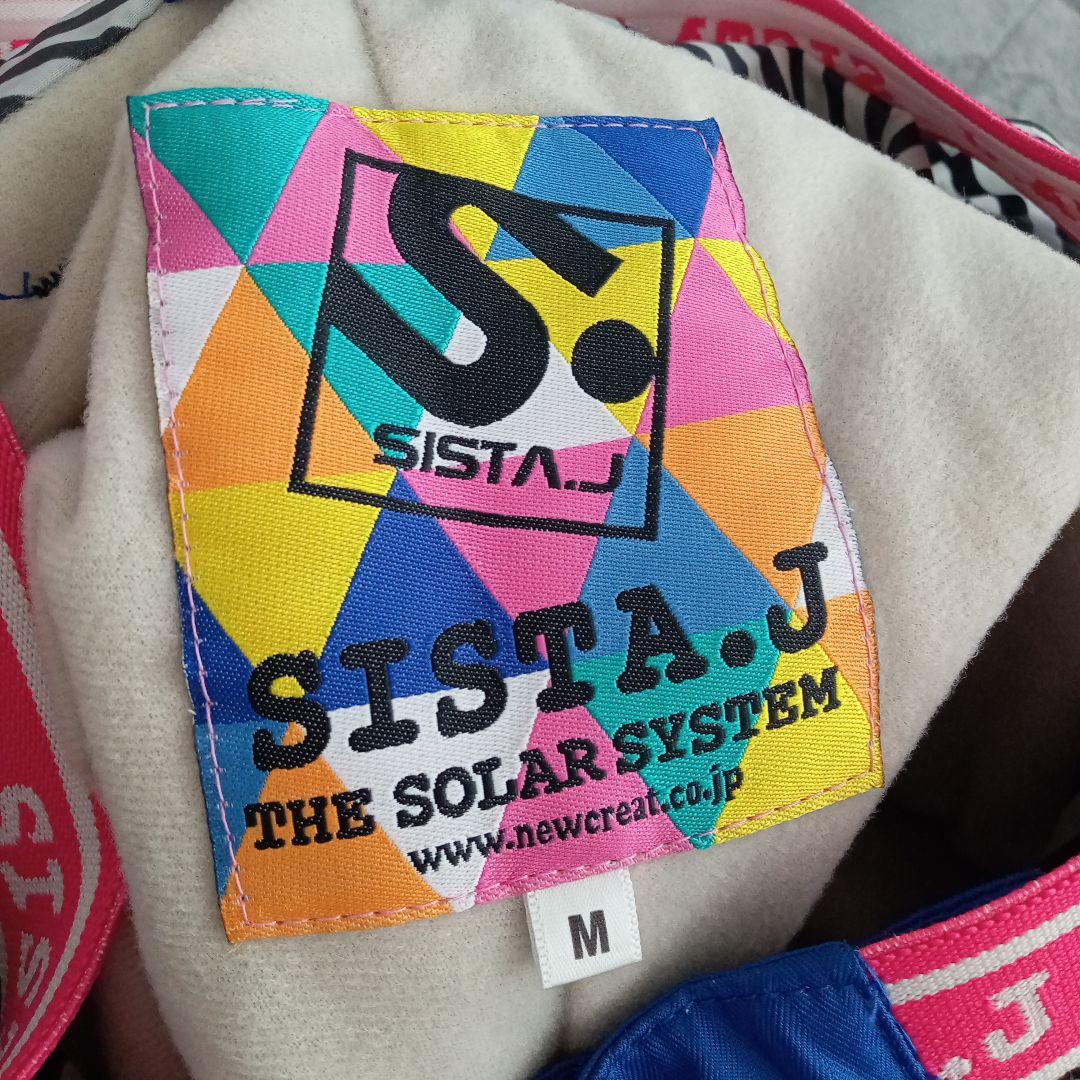 S.
SISTA.J
SISTA.J
THE SOLAR SYSTEM
www.newcreat.co.jp
M
.J